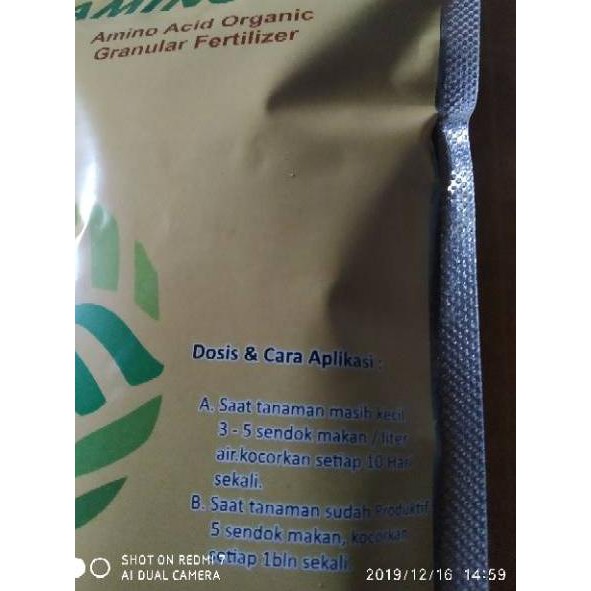 AMINO
Amino Acid Organic
Granular Fertilizer
Dosis & Cara Aplikasi :
A. Saat tanaman masih kecil
3 - 5 sendok makan / liter
air.kocorkan setiap 10 Hari
sekali.
B. Saat tanaman sudah Produktif
5 sendok makan, kocorkan
setiap 1bln sekali
SHOT ON REDMI 7
AI DUAL CAMERA
2019/12/16 14:59